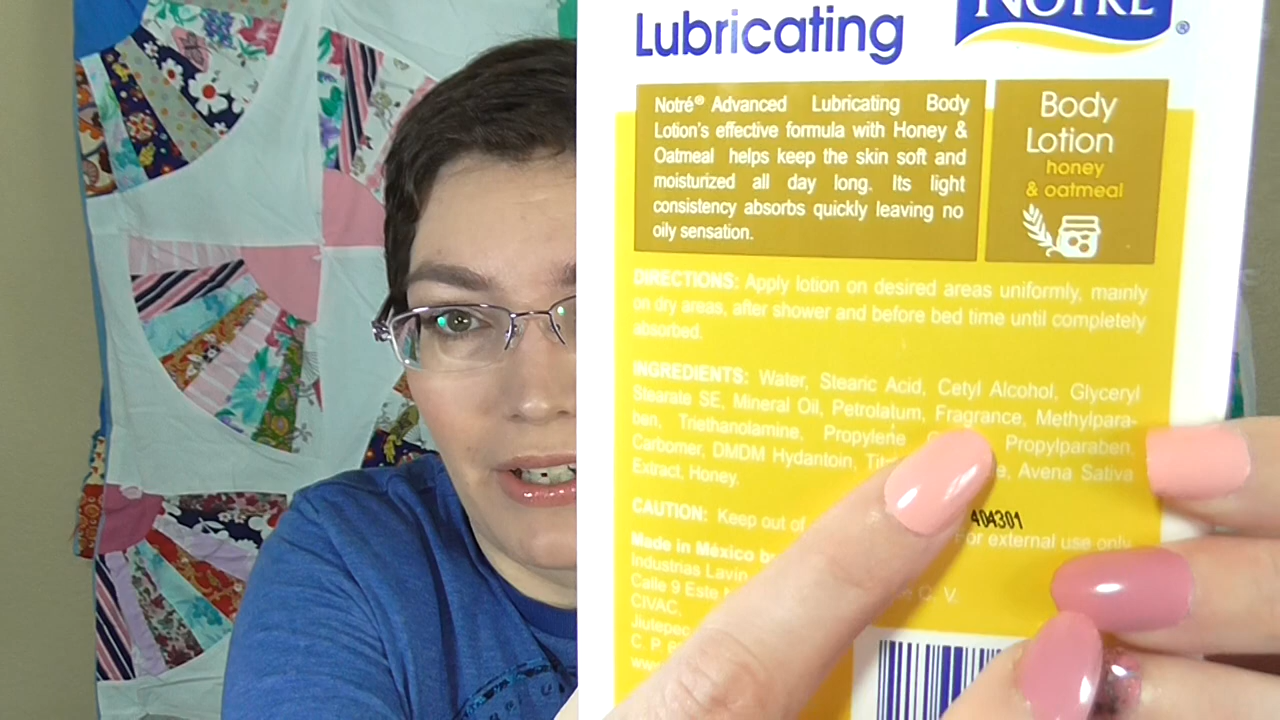 Lubricating
NOTRÉ®
Notré® Advanced Lubricating Body
Lotion's effective formula with Honey &
Oatmeal helps keep the skin soft and
moisturized all day long. Its light
consistency absorbs quickly leaving no
oily sensation.
Body
Lotion
honey
& oatmeal
DIRECTIONS: Apply lotion on desired areas uniformly, mainly
on dry areas, after shower and before bed time until completely
absorbed.
INGREDIENTS: Water, Stearic Acid, Cetyl Alcohol, Glyceryl
Stearate SE, Mineral Oil, Petrolatum, Fragrance, Methylpara-
ben, Triethanolamine, Propylene Propylparaben,
Carbomer, DMDM Hydantoin, Avena Sativa
Extract, Honey.
CAUTION: Keep out of For external use only
404301
Made in México
Industrias Lavin C. V.
Calle 9 Este
CIVAC.
Jiutepec
C. P.